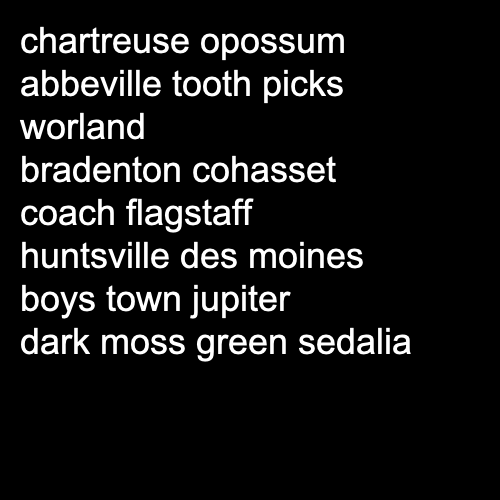 chartreuse opossum
abbeville tooth picks
worland
bradenton cohasset
coach flagstaff
huntsville des moines
boys town jupiter
dark moss green sedalia